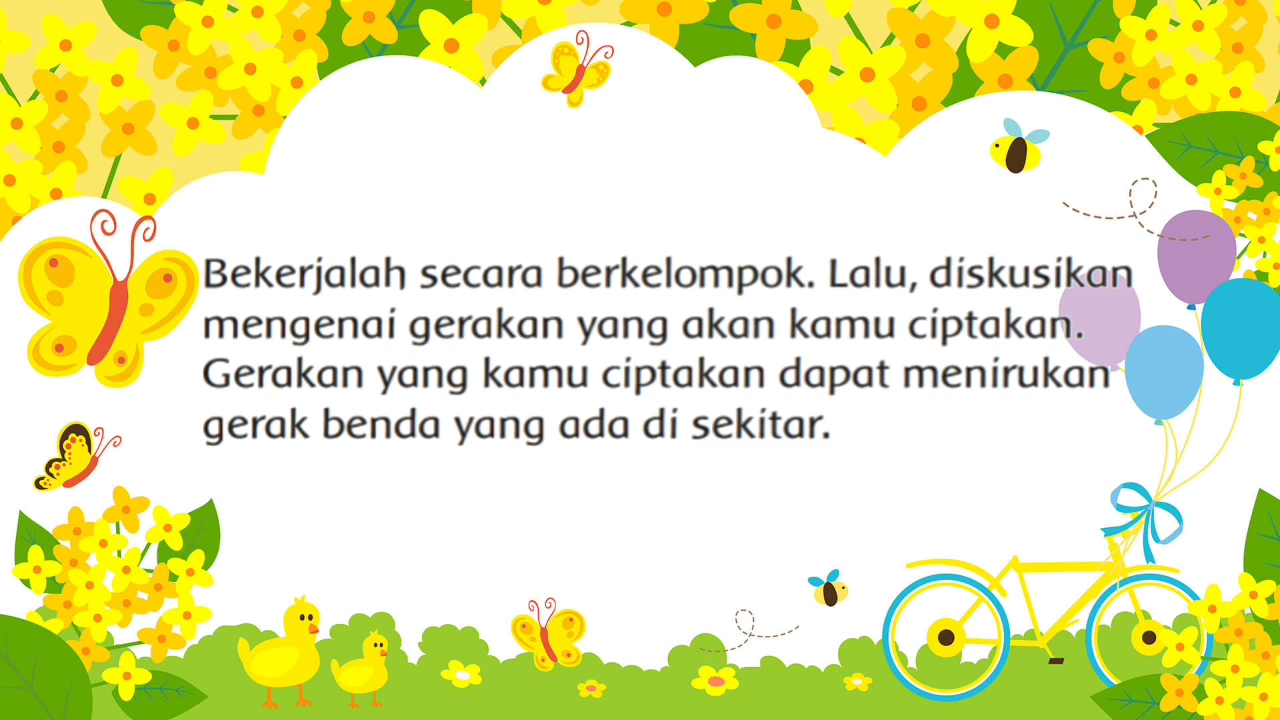 Bekerjalah secara berkelompok. Lalu, diskusikan
mengenai gerakan yang akan kamu ciptakan.
Gerakan yang kamu ciptakan dapat menirukan
gerak benda yang ada di sekitar.